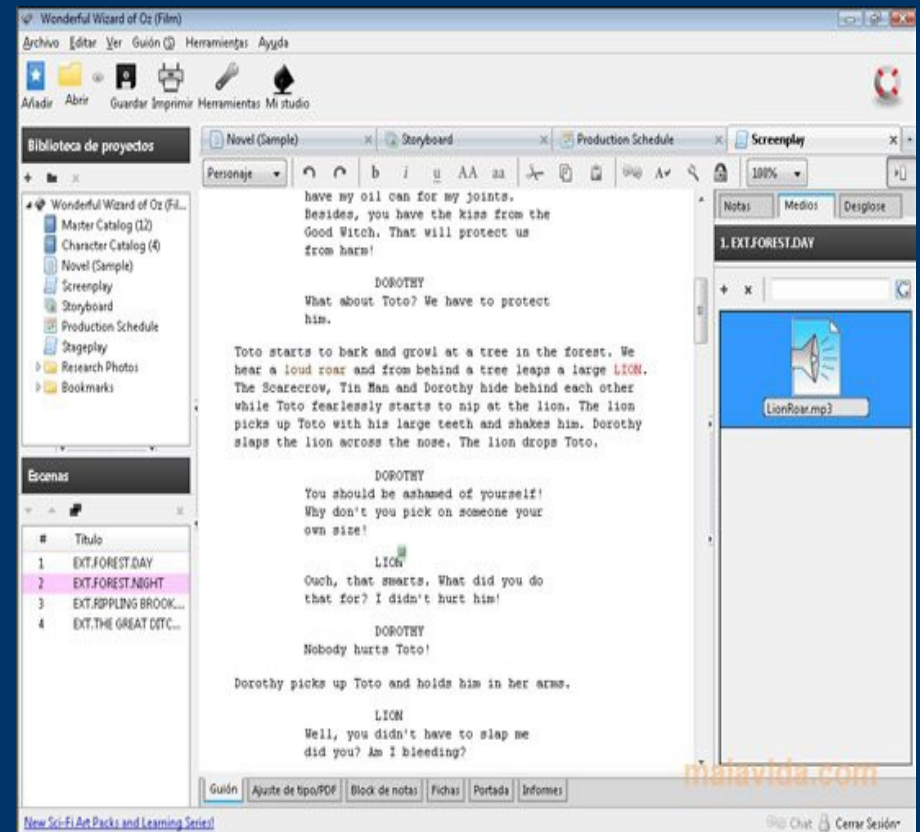 Wonderful Wizard of Oz (Film)
Archivo Editar Ver Guión (S) Herramientas Ayuda
Añadir Abrir Guardar Imprimir Herramientas Mi studio
Biblioteca de proyectos
Wonderful Wizard of Oz (Fil...
Master Catalog (12)
Character Catalog (4)
Novel (Sample)
Screenplay
Storyboard
Production Schedule
Stageplay
Research Photos
Bookmarks
Escenas
# Título
1 EXT.FOREST.DAY
2 EXT.FOREST.NIGHT
3 EXT.RIPPLING BROOK....
4 EXT.THE GREAT DITC...
Novel (Sample) Storyboard Production Schedule Screenplay
Personaje b i u AA aa 100%
have my oil can for my joints.
Besides, you have the kiss from the
Good Witch. That will protect us
from harm!
DOROTHY
What about Toto? We have to protect
him.
Toto starts to bark and growl at a tree in the forest. We
hear a loud roar and from behind a tree leaps a large LION.
The Scarecrow, Tin Man and Dorothy hide behind each other
while Toto fearlessly starts to nip at the lion. The lion
picks up Toto with his large teeth and shakes him. Dorothy
slaps the lion across the nose. The lion drops Toto.
DOROTHY
You should be ashamed of yourself!
Why don't you pick on someone your
own size!
LION
Ouch, that smarts. What did you do
that for? I didn't hurt him!
DOROTHY
Nobody hurts Toto!
Dorothy picks up Toto and holds him in her arms.
LION
Well, you didn't have to slap me
did you? Am I bleeding?
Notas Medios Desglose
1. EXT.FOREST.DAY
LionRoar.mp3
Guión Ajuste de tipo/PDF Block de notas Fichas Portada Informes
malavida.com
New Sci-Fi Art Packs and Learning Series!
Chat Cerrar Sesión